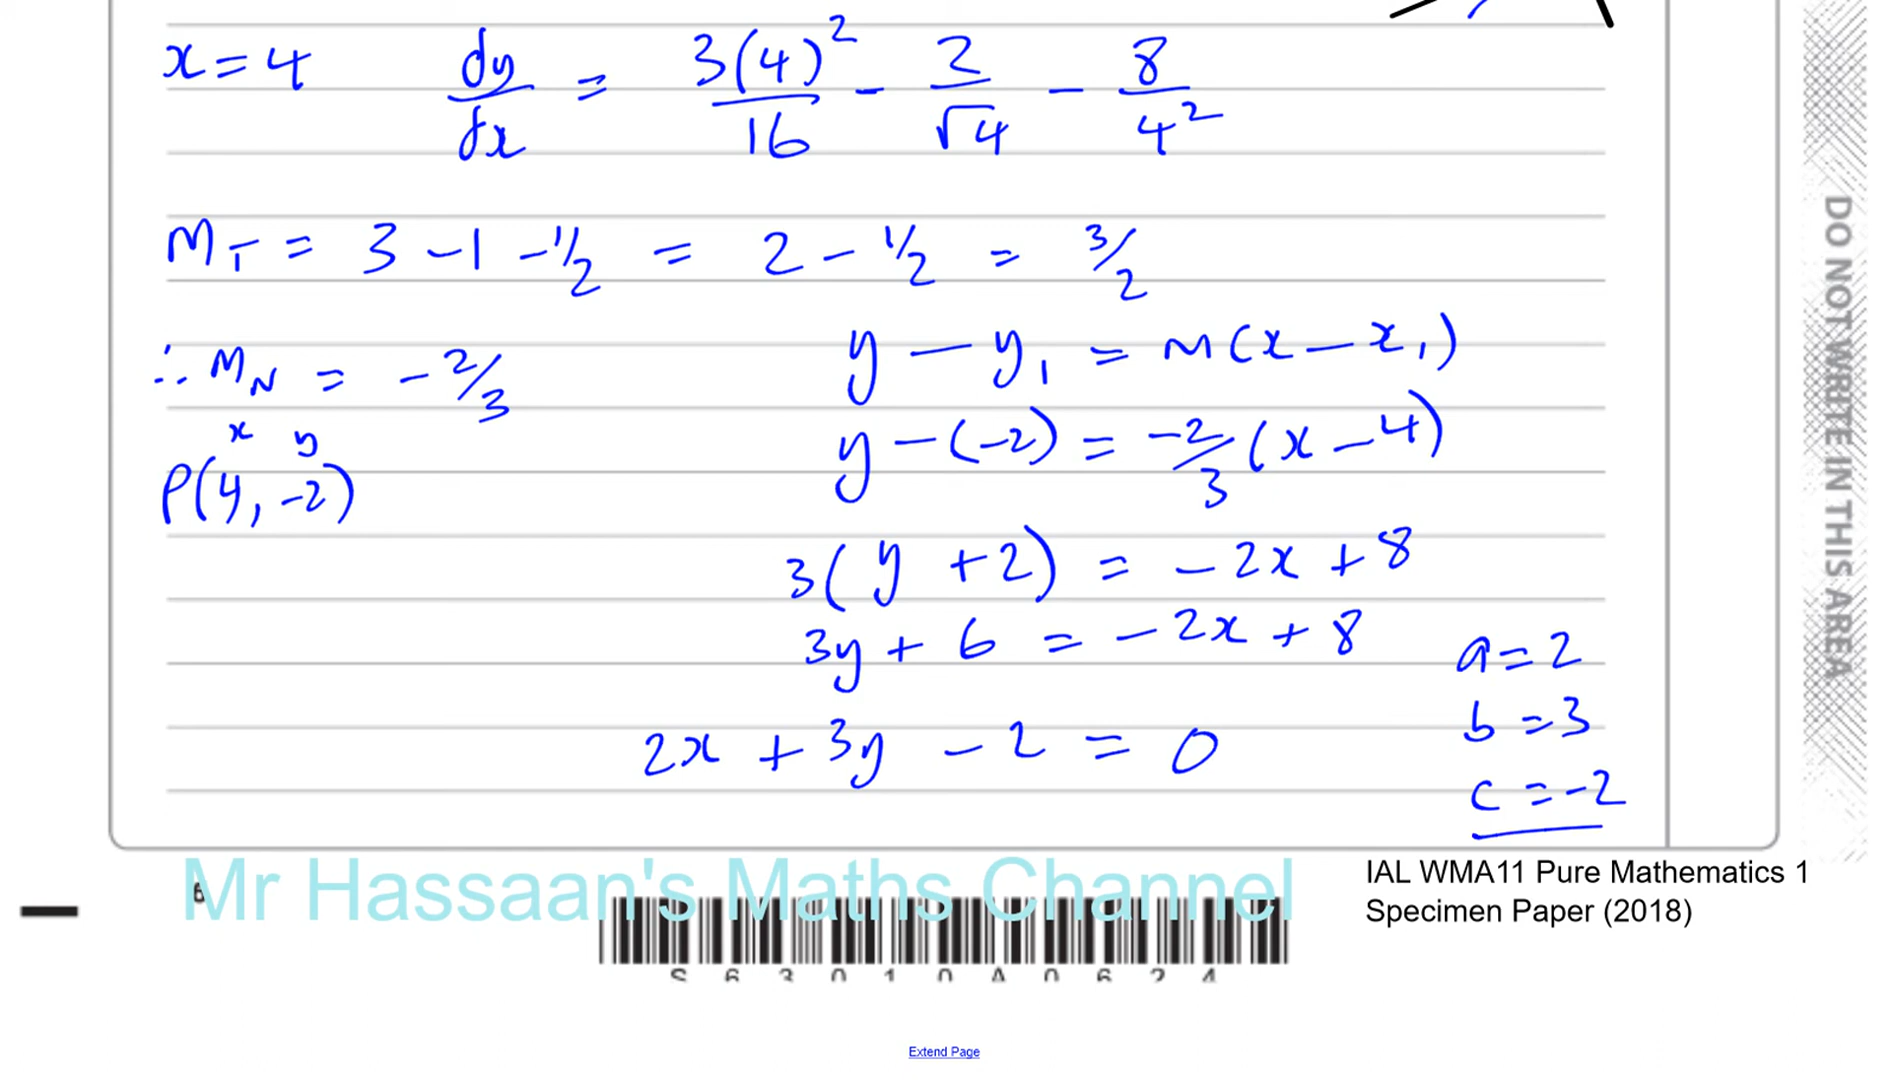 x = 4 dy/dx = 3(4)²/16 - 2/√4 - 8/4²
M_T = 3 - 1 - 1/2 = 2 - 1/2 = 3/2
y - y₁ = m(x - x₁)
∴ M_N = -2/3
x y
y - (-2) = -2/3 (x - 4)
P(4, -2)
3(y + 2) = -2x + 8
3y + 6 = -2x + 8
a = 2
b = 3
2x + 3y - 2 = 0
c = -2
DO NOT WRITE IN THIS AREA
6
Mr Hassaan's Maths Channel
IAL WMA11 Pure Mathematics 1
Specimen Paper (2018)
S 6 3 0 1 0 A 0 6 2 4
Extend Page